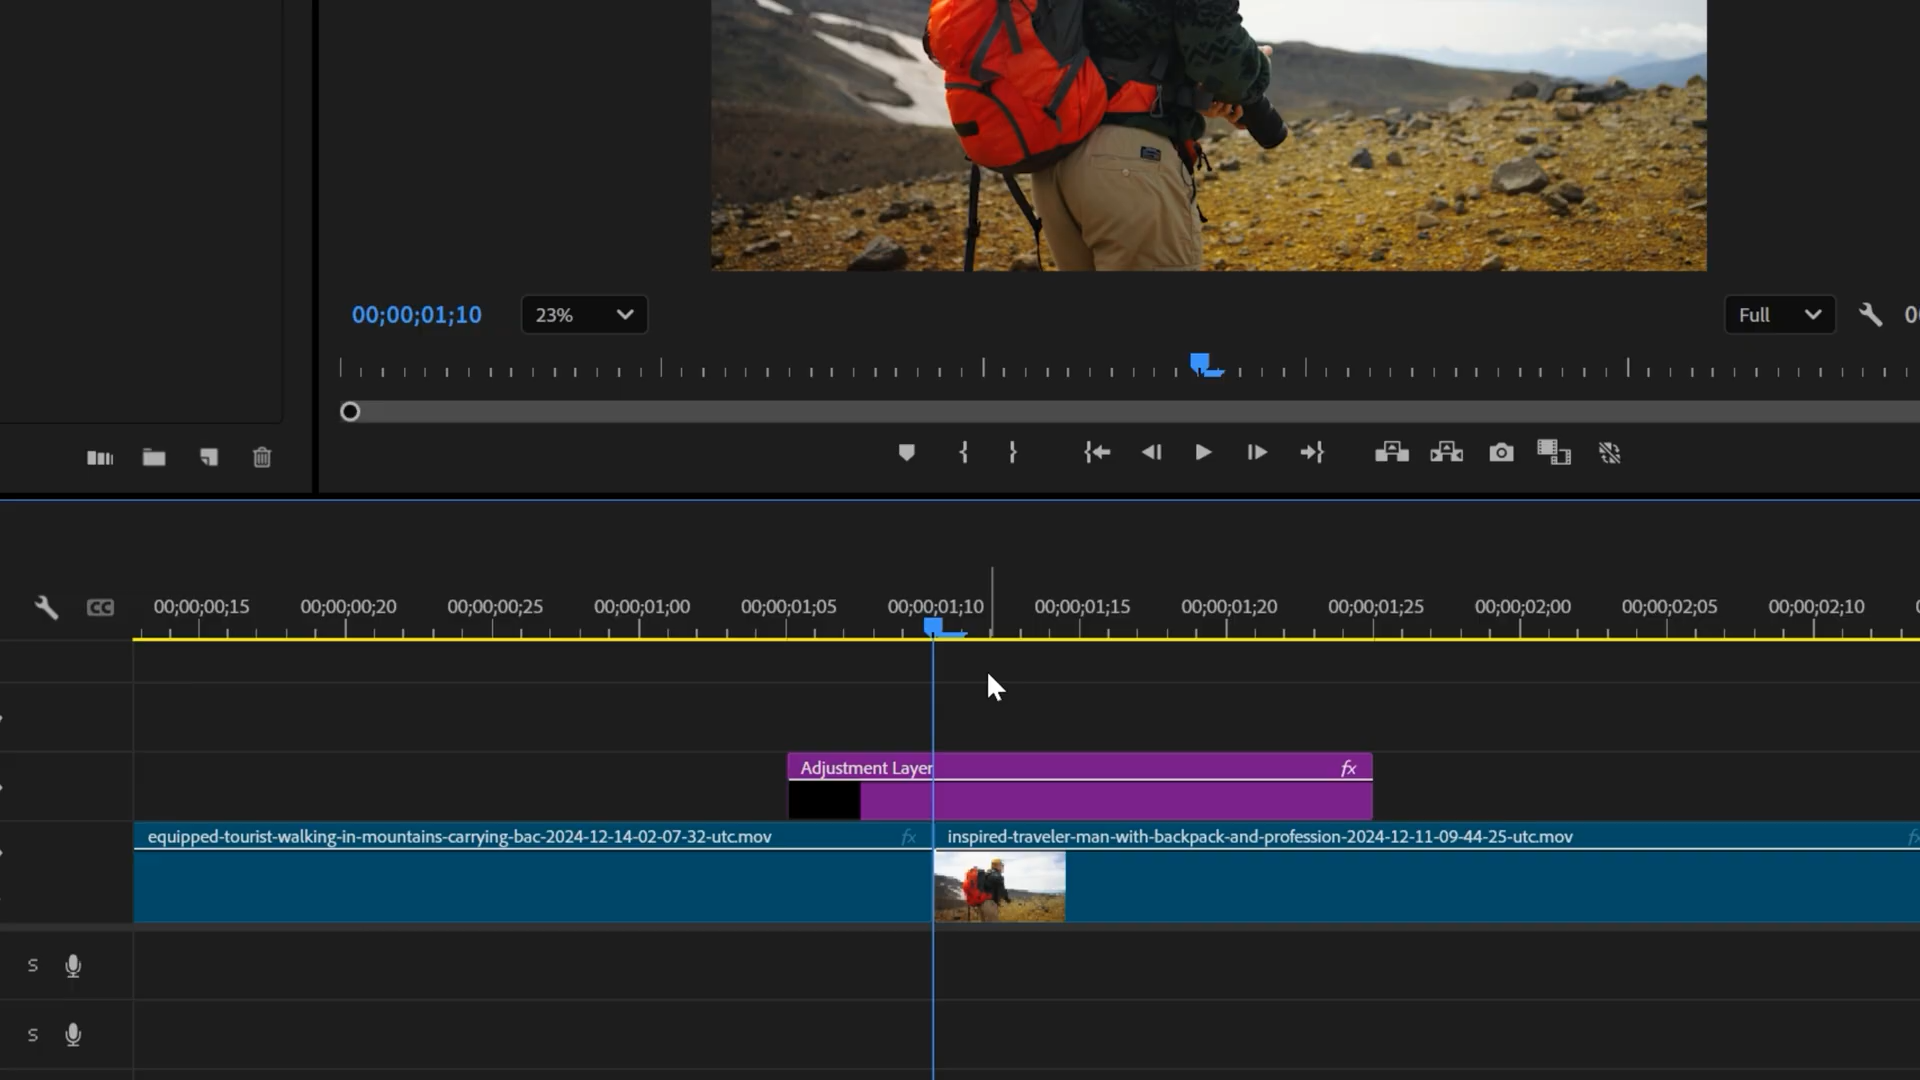 00;00;01;10 23% Full
CC 00;00;00;15 00;00;00;20 00;00;00;25 00;00;01;00 00;00;01;05 00;00;01;10 00;00;01;15 00;00;01;20 00;00;01;25 00;00;02;00 00;00;02;05 00;00;02;10
Adjustment Layer fx
equipped-tourist-walking-in-mountains-carrying-bac-2024-12-14-02-07-32-utc.mov fx inspired-traveler-man-with-backpack-and-profession-2024-12-11-09-44-25-utc.mov
S
S